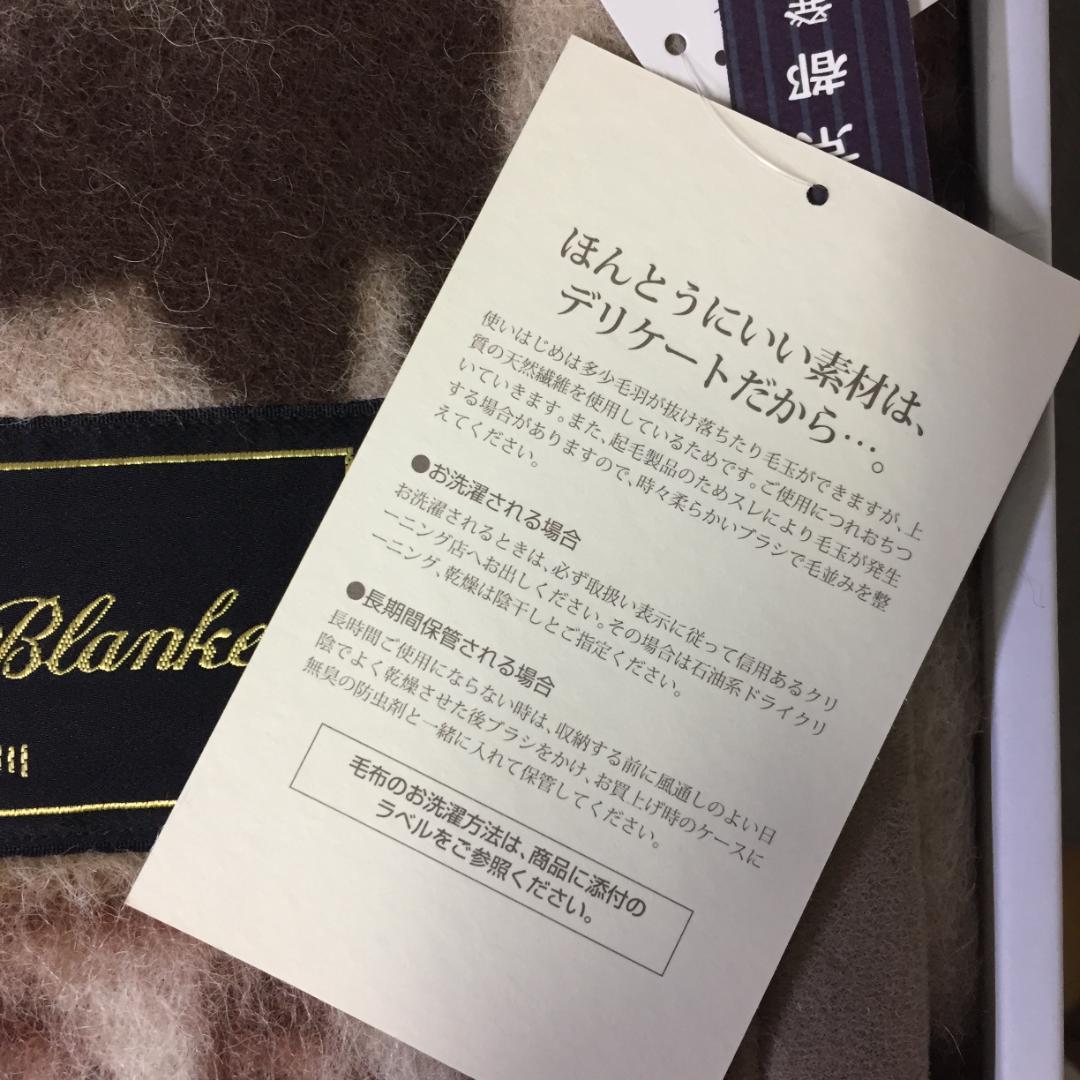 京都発
ほんとうにいい素材は、
デリケートだから…。
使いはじめは多少毛羽が抜け落ちたり毛玉ができますが、上
質の天然繊維を使用しているためです。ご使用につれおちつ
いていきます。また、起毛製品のためスレにより毛玉が発生
する場合がありますので、時々柔らかいブラシで毛並みを整
えてください。
●お洗濯される場合
お洗濯されるときは、必ず取扱い表示に従って信用あるクリ
ーニング店へお出しください。その場合は石油系ドライクリ
ーニング、乾燥は陰干しとご指定ください。
●長期間保管される場合
長時間ご使用にならない時は、収納する前に風通しのよい日
陰でよく乾燥させた後ブラシをかけ、お買上げ時のケースに
無臭の防虫剤と一緒に入れて保管してください。
毛布のお洗濯方法は、商品に添付の
ラベルをご参照ください。
Blanke